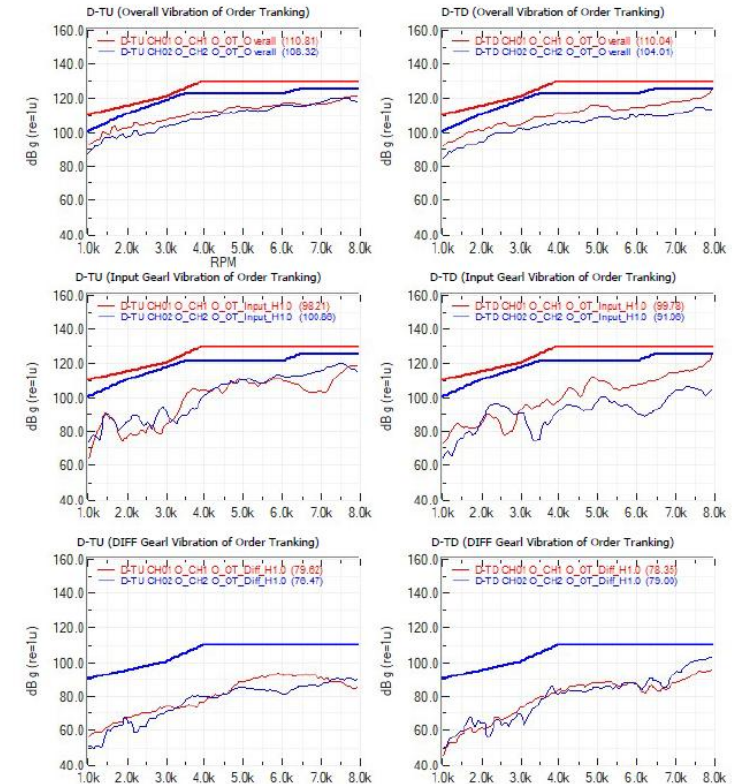 D-TU (Overall Vibration of Order Tranking)
D-TD (Overall Vibration of Order Tranking)
160.0
140.0
120.0
100.0
80.0
60.0
40.0
dB g (re=1u)
D-TU CH01 O_CH1 O_OT_Overall (110.81)
D-TU CH02 O_CH2 O_OT_Overall (108.32)
1.0k 2.0k 3.0k 4.0k 5.0k 6.0k 7.0k 8.0k
RPM
160.0
140.0
120.0
100.0
80.0
60.0
40.0
dB g (re=1u)
D-TD CH01 O_CH1 O_OT_Overall (110.04)
D-TD CH02 O_CH2 O_OT_Overall (104.01)
1.0k 2.0k 3.0k 4.0k 5.0k 6.0k 7.0k 8.0k
D-TU (Input Gearl Vibration of Order Tranking)
D-TD (Input Gearl Vibration of Order Tranking)
160.0
140.0
120.0
100.0
80.0
60.0
40.0
dB g (re=1u)
D-TU CH01 O_CH1 O_OT_Input_H1.0 (98.21)
D-TU CH02 O_CH2 O_OT_Input_H1.0 (100.86)
1.0k 2.0k 3.0k 4.0k 5.0k 6.0k 7.0k 8.0k
160.0
140.0
120.0
100.0
80.0
60.0
40.0
dB g (re=1u)
D-TD CH01 O_CH1 O_OT_Input_H1.0 (99.78)
D-TD CH02 O_CH2 O_OT_Input_H1.0 (91.06)
1.0k 2.0k 3.0k 4.0k 5.0k 6.0k 7.0k 8.0k
D-TU (DIFF Gearl Vibration of Order Tranking)
D-TD (DIFF Gearl Vibration of Order Tranking)
160.0
140.0
120.0
100.0
80.0
60.0
40.0
dB g (re=1u)
D-TU CH01 O_CH1 O_OT_Diff_H1.0 (79.62)
D-TU CH02 O_CH2 O_OT_Diff_H1.0 (76.47)
1.0k 2.0k 3.0k 4.0k 5.0k 6.0k 7.0k 8.0k
160.0
140.0
120.0
100.0
80.0
60.0
40.0
dB g (re=1u)
D-TD CH01 O_CH1 O_OT_Diff_H1.0 (78.35)
D-TD CH02 O_CH2 O_OT_Diff_H1.0 (79.00)
1.0k 2.0k 3.0k 4.0k 5.0k 6.0k 7.0k 8.0k